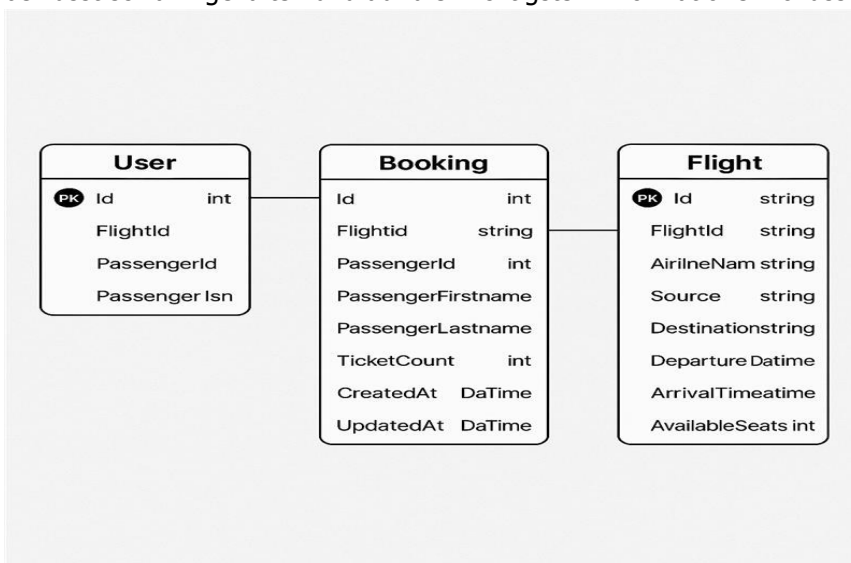 User
PK Id int
FlightId
PassengerId
Passenger Isn
Booking
Id int
Flightid string
PassengerId int
PassengerFirstname
PassengerLastname
TicketCount int
CreatedAt DaTime
UpdatedAt DaTime
Flight
PK Id string
FlightId string
AirilneNam string
Source string
Destinationstring
Departure Datime
ArrivalTimeatime
AvailableSeats int